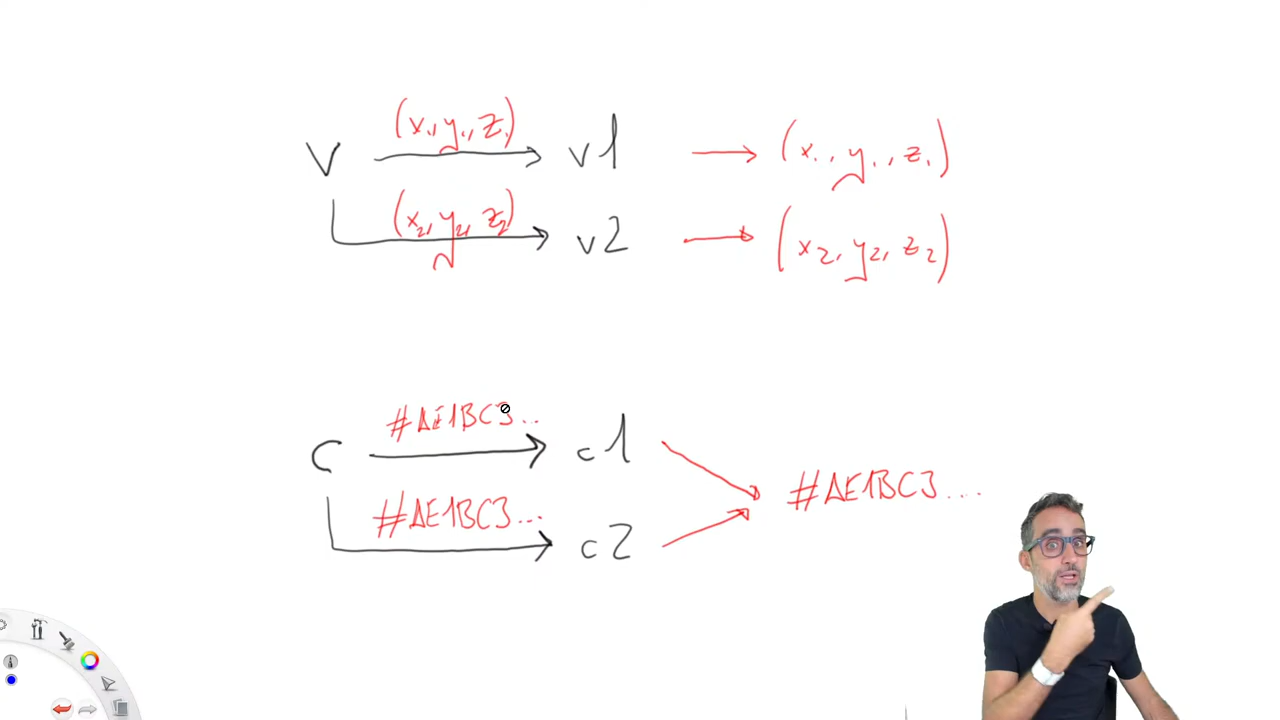 (x₁, y₁, z₁)
v → v1 → (x₁, y₁, z₁)
(x₂, y₂, z₂)
v2 → (x₂, y₂, z₂)
#AE1BC3...
c → c1
#AE1BC3...
#AE1BC3...
c2